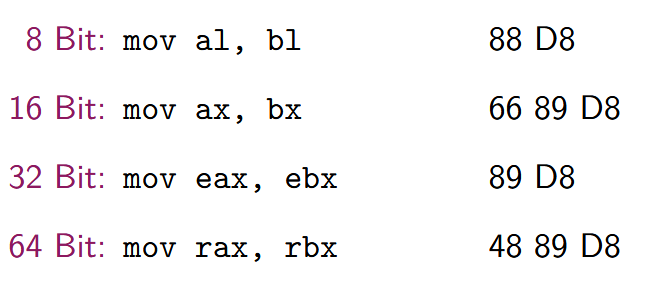 8 Bit: mov al, bl 88 D8
16 Bit: mov ax, bx 66 89 D8
32 Bit: mov eax, ebx 89 D8
64 Bit: mov rax, rbx 48 89 D8